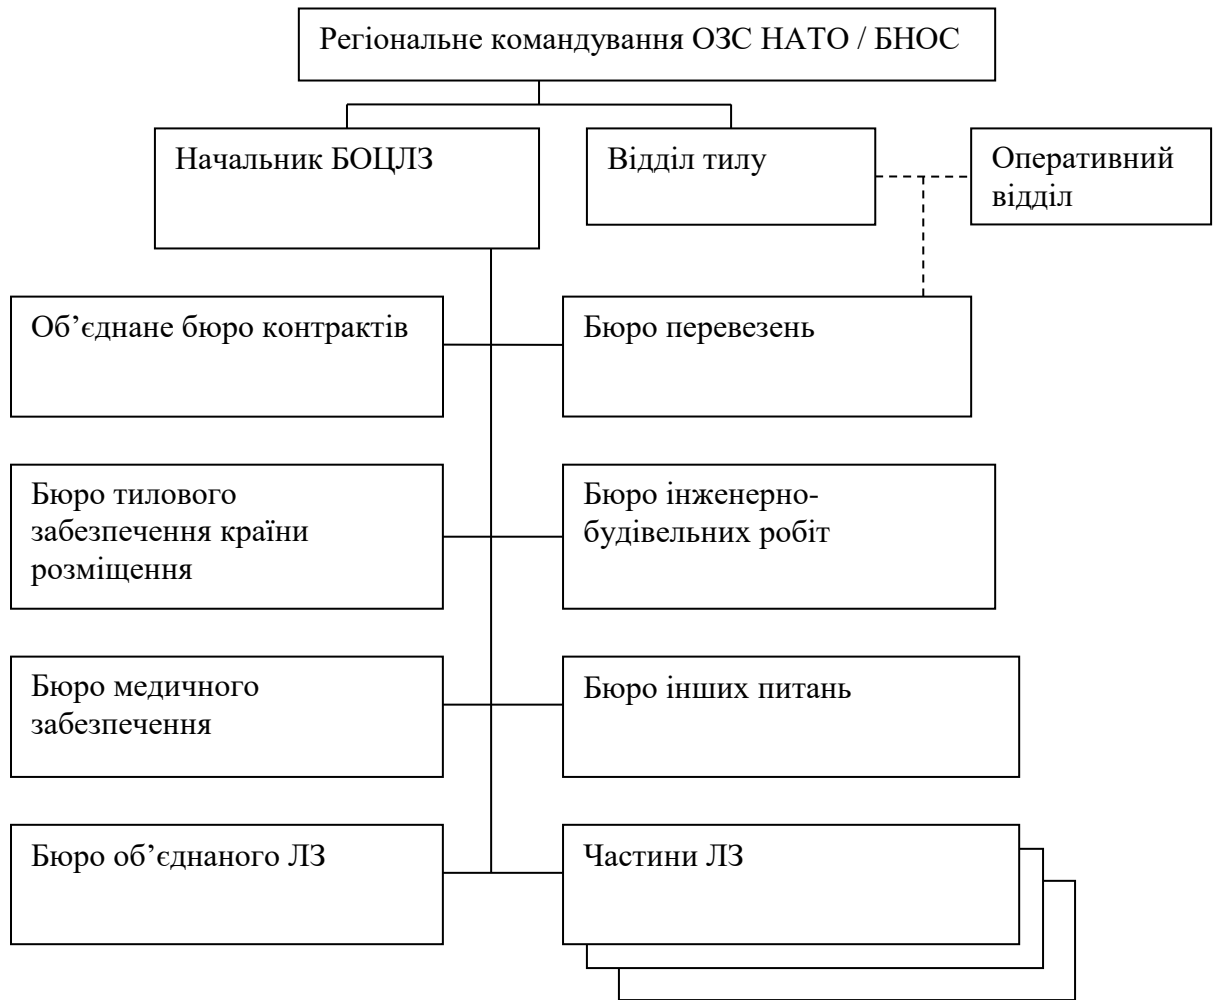 Регіональне командування ОЗС НАТО / БНОС
Начальник БОЦЛЗ
Відділ тилу
Оперативний
відділ
Об’єднане бюро контрактів
Бюро перевезень
Бюро тилового
забезпечення країни
розміщення
Бюро інженерно-
будівельних робіт
Бюро медичного
забезпечення
Бюро інших питань
Бюро об’єднаного ЛЗ
Частини ЛЗ